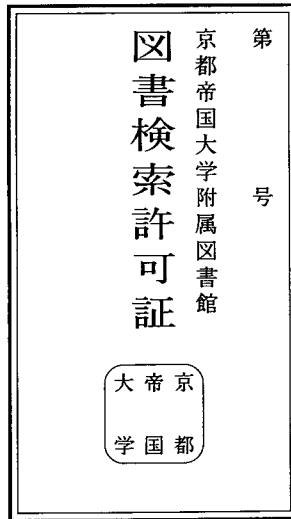 第　号
京都帝国大学附属図書館
図書検索許可証
京都
帝国
大学